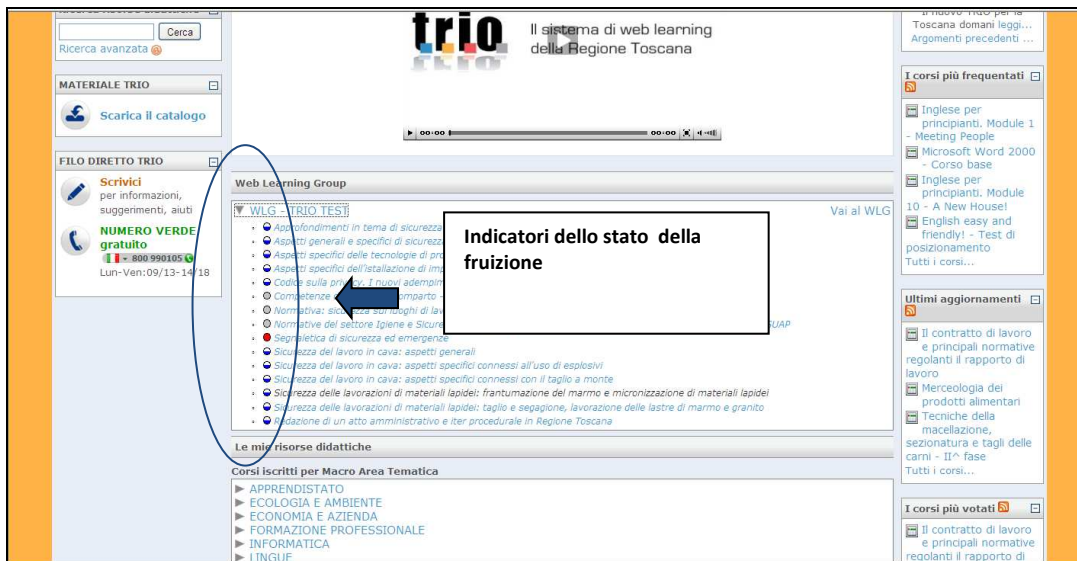 Cerca
Ricerca avanzata
MATERIALE TRIO
Scarica il catalogo
FILO DIRETTO TRIO
Scrivici
per informazioni,
suggerimenti, aiuti
NUMERO VERDE
gratuito
800 990105
Lun-Ven:09/13-14/18
trio
Il sistema di web learning
della Regione Toscana
00:00 00:00
Web Learning Group
WLG - TRIO TEST
Vai al WLG
Approfondimenti in tema di sicurezza
Aspetti generali e specifici di sicurezza
Aspetti specifici delle tecnologie di
Aspetti specifici dell'istallazione di
Codice sulla privacy. I nuovi
Competenze comparto -
Normativa: sicurezza sui luoghi di
Normative del settore Igiene e SUAP
Segnaletica di sicurezza ed emergenze
Sicurezza del lavoro in cava: aspetti generali
Sicurezza del lavoro in cava: aspetti specifici connessi all'uso di esplosivi
Sicurezza del lavoro in cava: aspetti specifici connessi con il taglio a monte
Sicurezza delle lavorazioni di materiali lapidei: frantumazione del marmo e micronizzazione di materiali lapidei
Sicurezza delle lavorazioni di materiali lapidei: taglio e segagione, lavorazione delle lastre di marmo e granito
Redazione di un atto amministrativo e iter procedurale in Regione Toscana
Indicatori dello stato della
fruizione
Le mie risorse didattiche
Corsi iscritti per Macro Area Tematica
APPRENDISTATO
ECOLOGIA E AMBIENTE
ECONOMIA E AZIENDA
FORMAZIONE PROFESSIONALE
INFORMATICA
LINGUE
Il nuovo TRIO per la
Toscana domani leggi...
Argomenti precedenti ...
I corsi più frequentati
Inglese per
principianti. Module 1
- Meeting People
Microsoft Word 2000
- Corso base
Inglese per
principianti. Module
10 - A New House!
English easy and
friendly! - Test di
posizionamento
Tutti i corsi...
Ultimi aggiornamenti
Il contratto di lavoro
e principali normative
regolanti il rapporto di
lavoro
Merceologia dei
prodotti alimentari
Tecniche della
macellazione,
sezionatura e tagli delle
carni - II^ fase
Tutti i corsi...
I corsi più votati
Il contratto di lavoro
e principali normative
regolanti il rapporto di